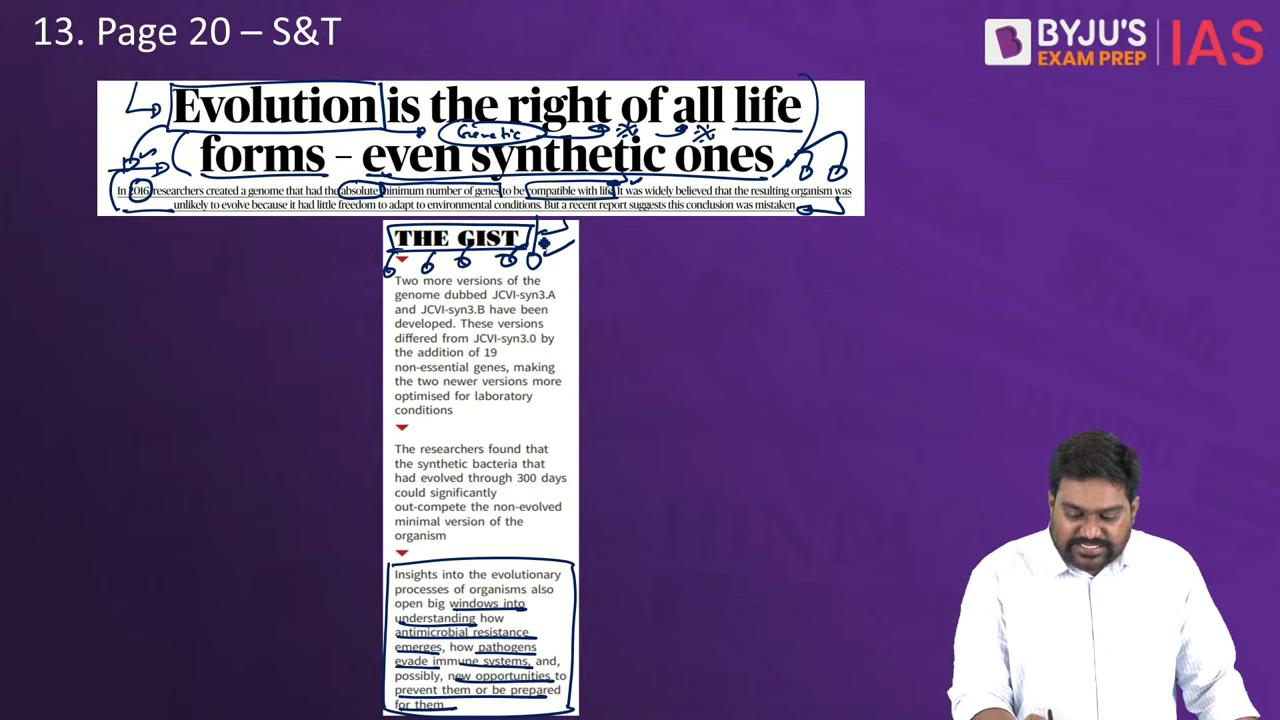 13. Page 20 – S&T
BYJU'S
EXAM PREP
IAS
Evolution is the right of all life
Genetic
forms – even synthetic ones
In 2016 researchers created a genome that had the absolute minimum number of genes to be compatible with life. It was widely believed that the resulting organism was
unlikely to evolve because it had little freedom to adapt to environmental conditions. But a recent report suggests this conclusion was mistaken
THE GIST
Two more versions of the
genome dubbed JCVI-syn3.A
and JCVI-syn3.B have been
developed. These versions
differed from JCVI-syn3.0 by
the addition of 19
non-essential genes, making
the two newer versions more
optimised for laboratory
conditions
The researchers found that
the synthetic bacteria that
had evolved through 300 days
could significantly
out-compete the non-evolved
minimal version of the
organism
Insights into the evolutionary
processes of organisms also
open big windows into
understanding how
antimicrobial resistance
emerges, how pathogens
evade immune systems, and,
possibly, new opportunities to
prevent them or be prepared
for them